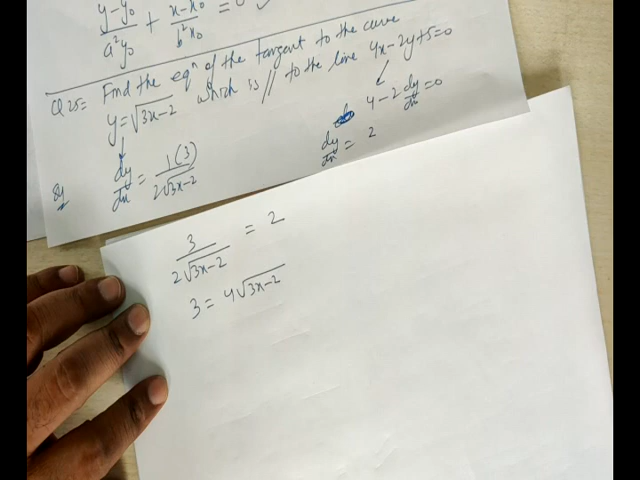 y-y₀/a²y₀ + x-x₀/b²x₀ = 0
Q 25= Find the eqⁿ of the tangent to the curve
y=√3x-2 which is // to the line 4x-2y+5=0
4-2 dy/dx=0
dy/dx = 1(3)/2√3x-2
dy/dx = 2
3/2√3x-2 = 2
3= 4√3x-2